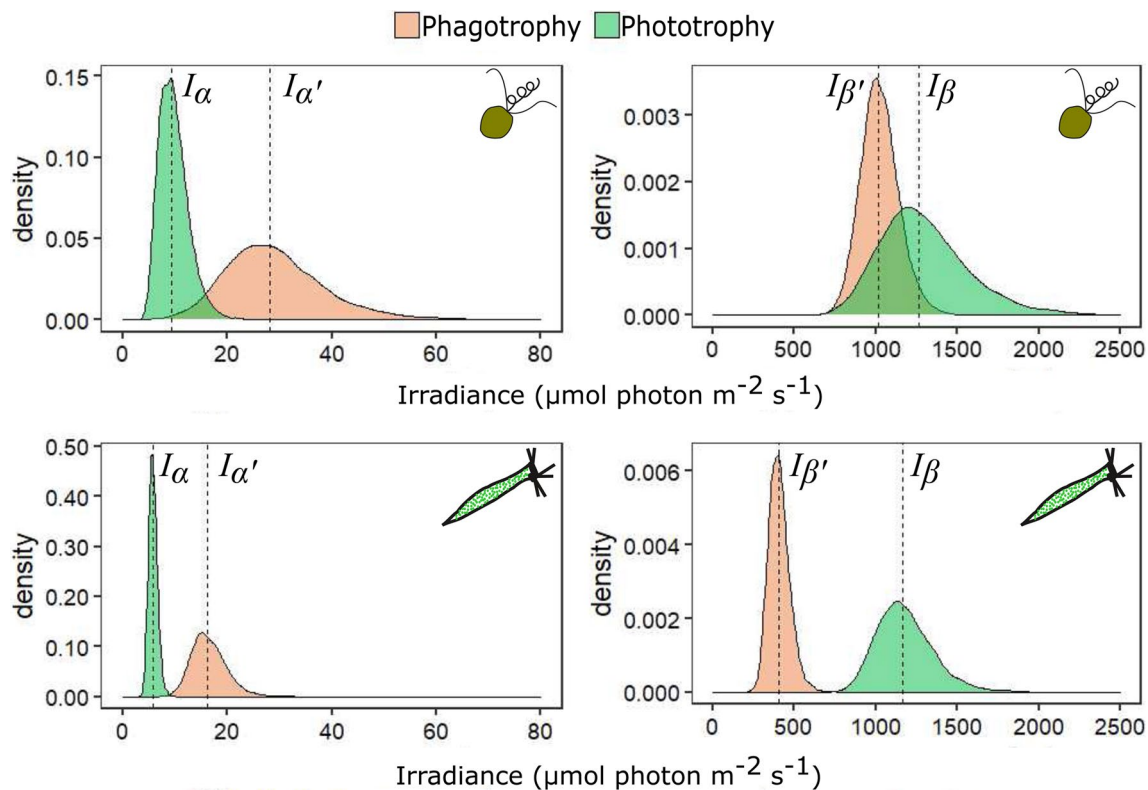 Phagotrophy Phototrophy
0.15
0.10
0.05
0.00
density
Iα Iα′
0 20 40 60 80
0.003
0.002
0.001
0.000
density
Iβ′ Iβ
0 500 1000 1500 2000 2500
Irradiance (µmol photon m⁻² s⁻¹)
0.50
0.40
0.30
0.20
0.10
0.00
density
Iα Iα′
0 20 40 60 80
0.006
0.004
0.002
0.000
density
Iβ′ Iβ
0 500 1000 1500 2000 2500
Irradiance (µmol photon m⁻² s⁻¹)